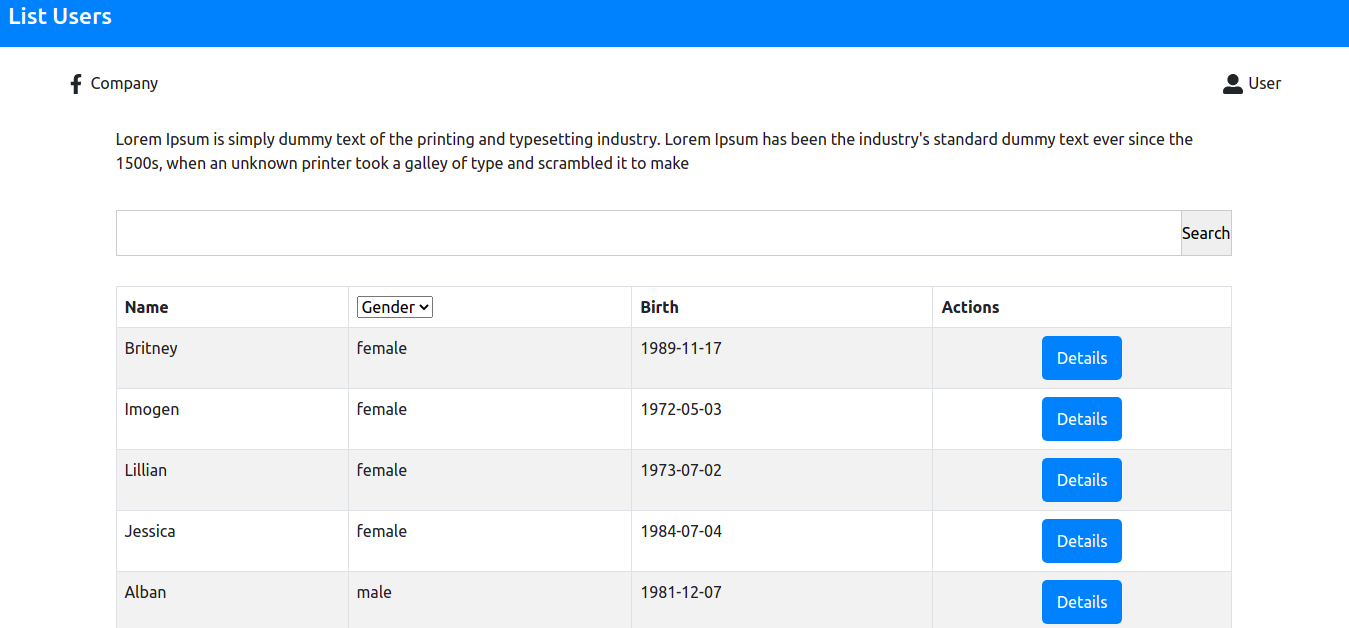 List Users
Company User
Lorem Ipsum is simply dummy text of the printing and typesetting industry. Lorem Ipsum has been the industry's standard dummy text ever since the
1500s, when an unknown printer took a galley of type and scrambled it to make
Search
Name Gender Birth Actions
Britney female 1989-11-17 Details
Imogen female 1972-05-03 Details
Lillian female 1973-07-02 Details
Jessica female 1984-07-04 Details
Alban male 1981-12-07 Details